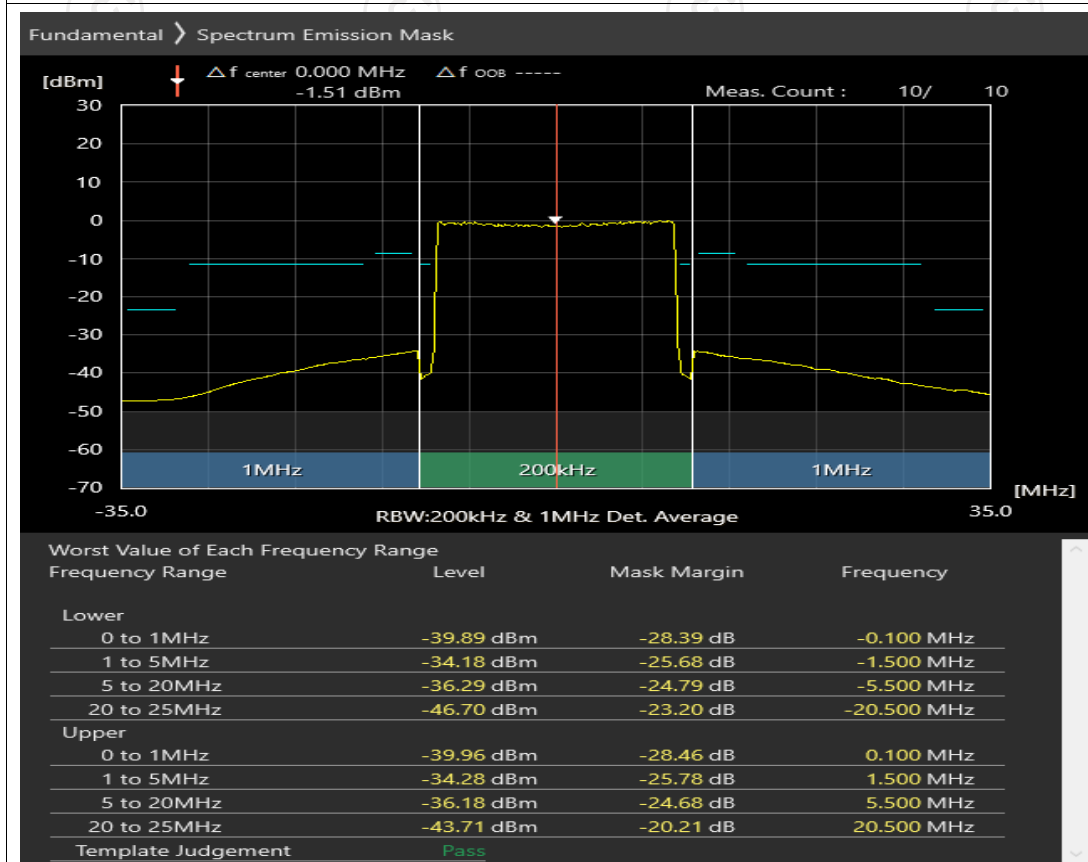 Fundamental ❯ Spectrum Emission Mask
[dBm] Δf center 0.000 MHz Δf OOB -----
-1.51 dBm Meas. Count : 10/ 10
30
20
10
0
-10
-20
-30
-40
-50
-60
1MHz 200kHz 1MHz
-70
[MHz]
-35.0 RBW:200kHz & 1MHz Det. Average 35.0
Worst Value of Each Frequency Range
Frequency Range Level Mask Margin Frequency
Lower
0 to 1MHz -39.89 dBm -28.39 dB -0.100 MHz
1 to 5MHz -34.18 dBm -25.68 dB -1.500 MHz
5 to 20MHz -36.29 dBm -24.79 dB -5.500 MHz
20 to 25MHz -46.70 dBm -23.20 dB -20.500 MHz
Upper
0 to 1MHz -39.96 dBm -28.46 dB 0.100 MHz
1 to 5MHz -34.28 dBm -25.78 dB 1.500 MHz
5 to 20MHz -36.18 dBm -24.68 dB 5.500 MHz
20 to 25MHz -43.71 dBm -20.21 dB 20.500 MHz
Template Judgement Pass